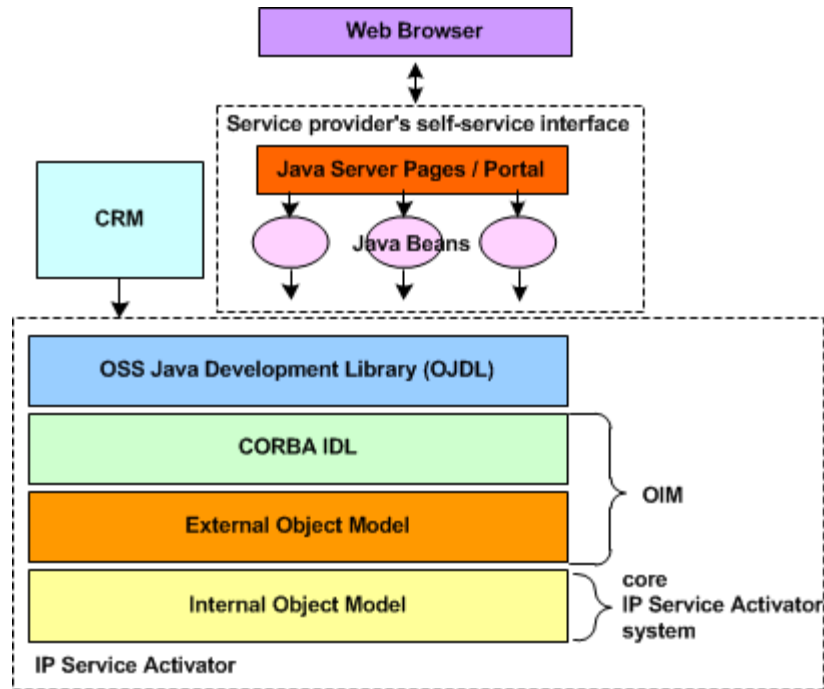 Web Browser
Service provider's self-service interface
Java Server Pages / Portal
CRM
Java Beans
OSS Java Development Library (OJDL)
CORBA IDL
OIM
External Object Model
Internal Object Model
core
IP Service Activator
system
IP Service Activator